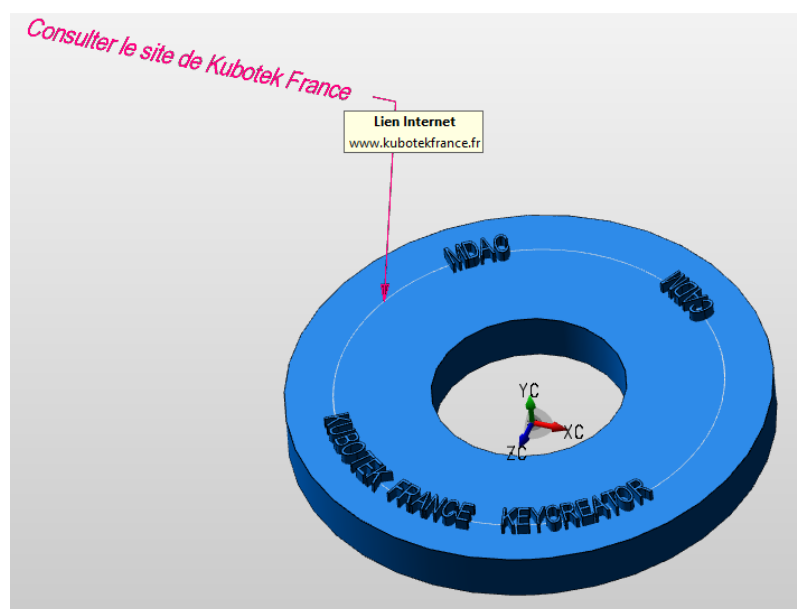 Consulter le site de Kubotek France
Lien Internet
www.kubotekfrance.fr
MDAO
CADM
YC
XC
ZC
KUBOTEK FRANCE
KEYCREATOR